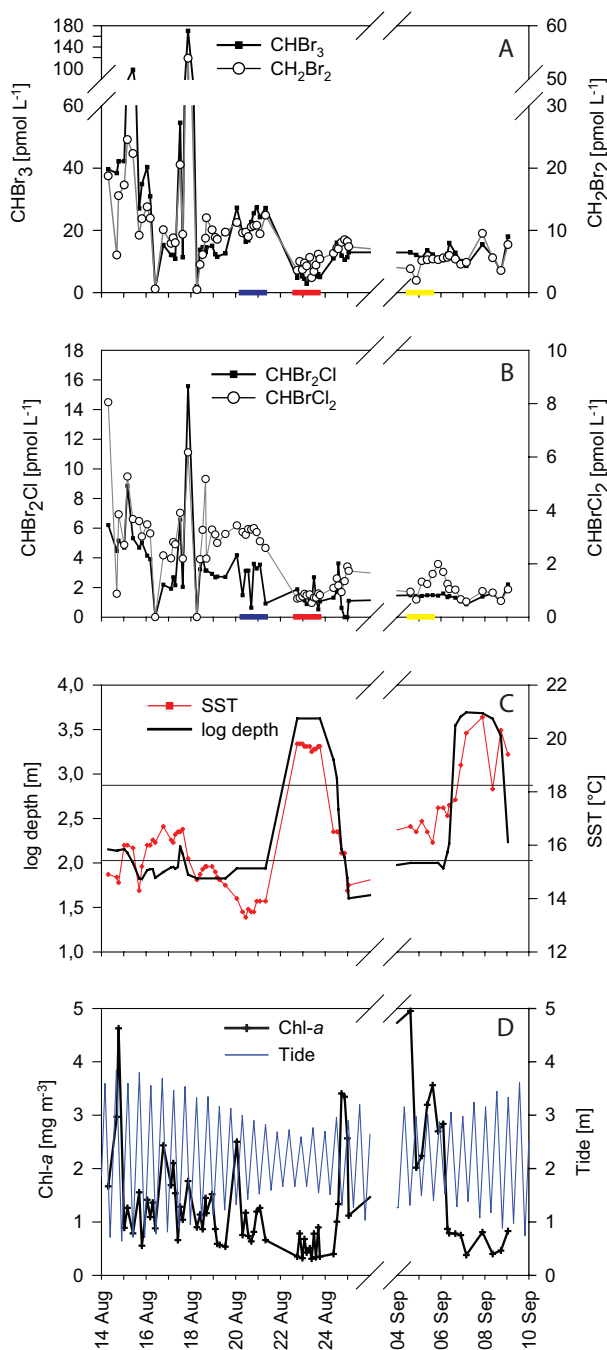 A
CHBr3
CH2Br2
180
140
100
60
40
20
0
60
50
30
20
10
0
CHBr3 [pmol L-1]
CH2Br2 [pmol L-1]
B
CHBr2Cl
CHBrCl2
18
16
14
12
10
8
6
4
2
0
10
8
6
4
2
0
CHBr2Cl [pmol L-1]
CHBrCl2 [pmol L-1]
C
SST
log depth
4,0
3,5
3,0
2,5
2,0
1,5
1,0
22
20
18
16
14
12
log depth [m]
SST [°C]
D
Chl-a
Tide
5
4
3
2
1
0
5
4
3
2
1
0
Chl-a [mg m-3]
Tide [m]
14 Aug
16 Aug
18 Aug
20 Aug
22 Aug
24 Aug
04 Sep
06 Sep
08 Sep
10 Sep